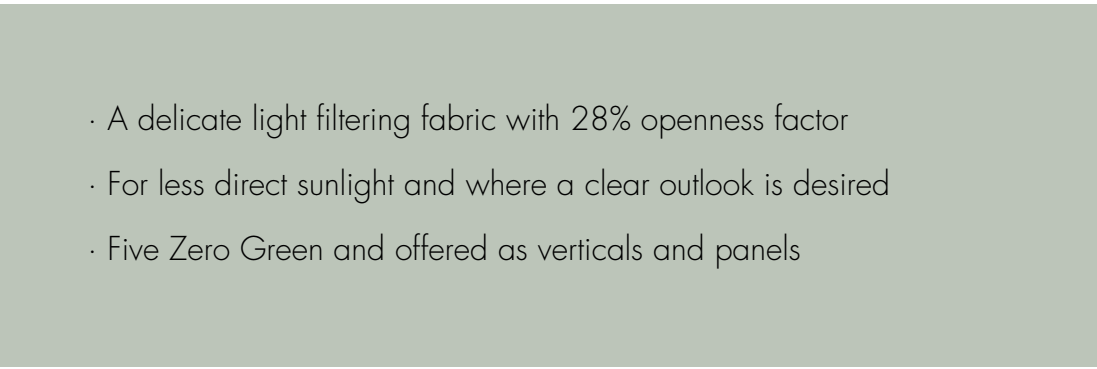 · A delicate light filtering fabric with 28% openness factor
· For less direct sunlight and where a clear outlook is desired
· Five Zero Green and offered as verticals and panels